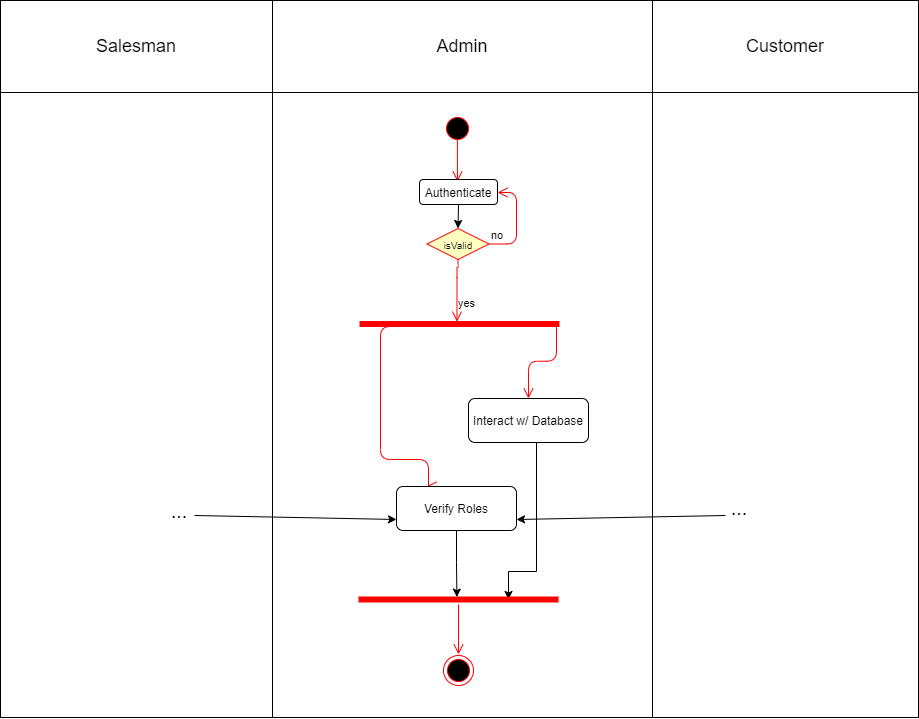 Salesman
Admin
Customer
Authenticate
no
isValid
yes
Interact w/ Database
Verify Roles
...
...